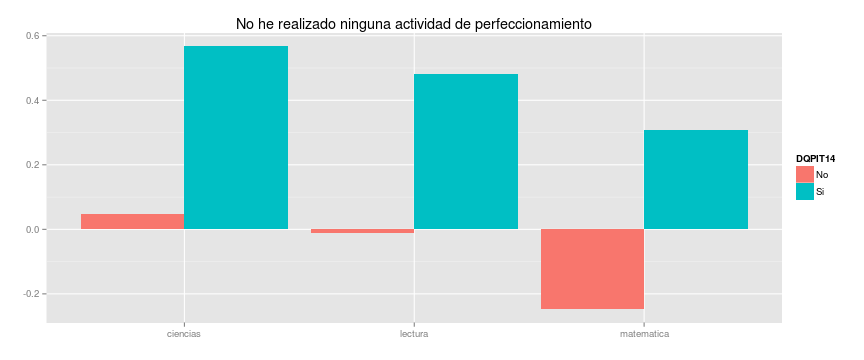 No he realizado ninguna actividad de perfeccionamiento
0.6
0.4
0.2
0.0
-0.2
ciencias
lectura
matematica
DQPIT14
No
Si